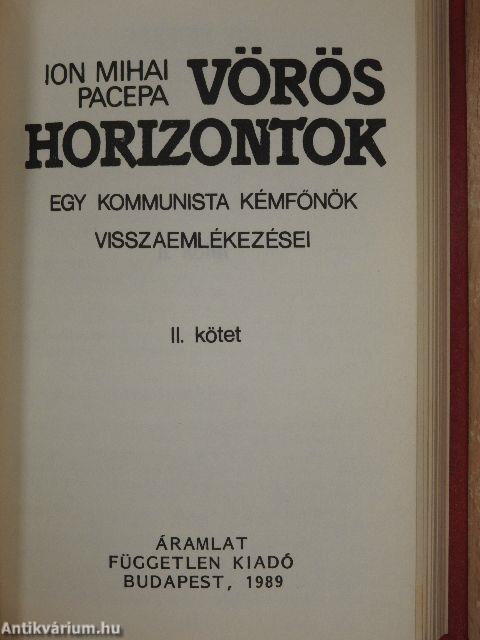 ION MIHAI PACEPA VÖRÖS
HORIZONTOK
EGY KOMMUNISTA KÉMFŐNÖK
VISSZAEMLÉKEZÉSEI
II. kötet
ÁRAMLAT
FÜGGETLEN KIADÓ
BUDAPEST, 1989
Antikvárium.hu